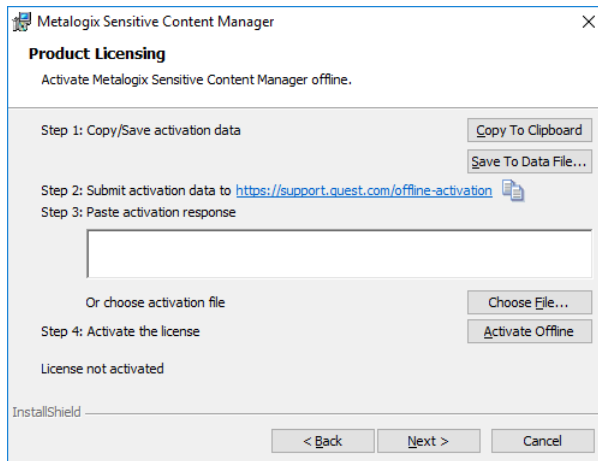 Metalogix Sensitive Content Manager
Product Licensing
Activate Metalogix Sensitive Content Manager offline.
Step 1: Copy/Save activation data
Copy To Clipboard
Save To Data File...
Step 2: Submit activation data to https://support.quest.com/offline-activation
Step 3: Paste activation response
Or choose activation file
Choose File...
Step 4: Activate the license
Activate Offline
License not activated
InstallShield
< Back
Next >
Cancel